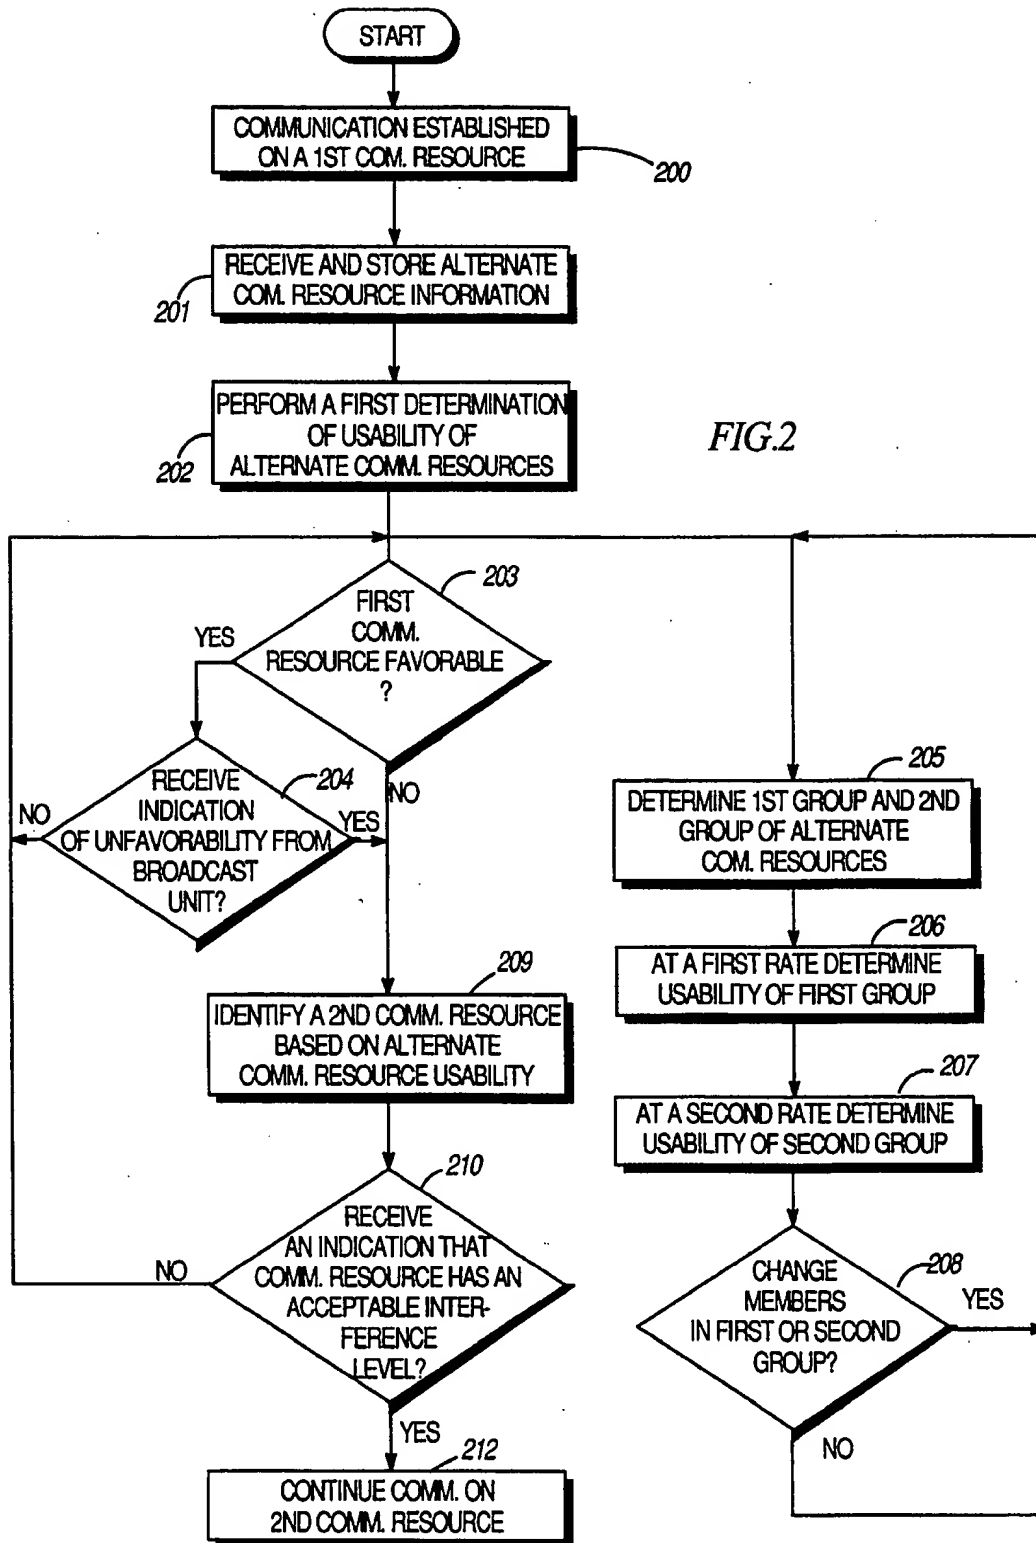 START
COMMUNICATION ESTABLISHED
ON A 1ST COM. RESOURCE
200
RECEIVE AND STORE ALTERNATE
COM. RESOURCE INFORMATION
201
PERFORM A FIRST DETERMINATION
OF USABILITY OF
ALTERNATE COMM. RESOURCES
202
FIG.2
203
FIRST
COMM.
RESOURCE FAVORABLE
?
YES
NO
204
RECEIVE
INDICATION
OF UNFAVORABILITY FROM
BROADCAST
UNIT?
NO
YES
205
DETERMINE 1ST GROUP AND 2ND
GROUP OF ALTERNATE
COM. RESOURCES
206
AT A FIRST RATE DETERMINE
USABILITY OF FIRST GROUP
207
AT A SECOND RATE DETERMINE
USABILITY OF SECOND GROUP
208
CHANGE
MEMBERS
IN FIRST OR SECOND
GROUP?
YES
NO
209
IDENTIFY A 2ND COMM. RESOURCE
BASED ON ALTERNATE
COMM. RESOURCE USABILITY
210
RECEIVE
AN INDICATION THAT
COMM. RESOURCE HAS AN
ACCEPTABLE INTER-
FERENCE
LEVEL?
NO
YES
212
CONTINUE COMM. ON
2ND COMM. RESOURCE